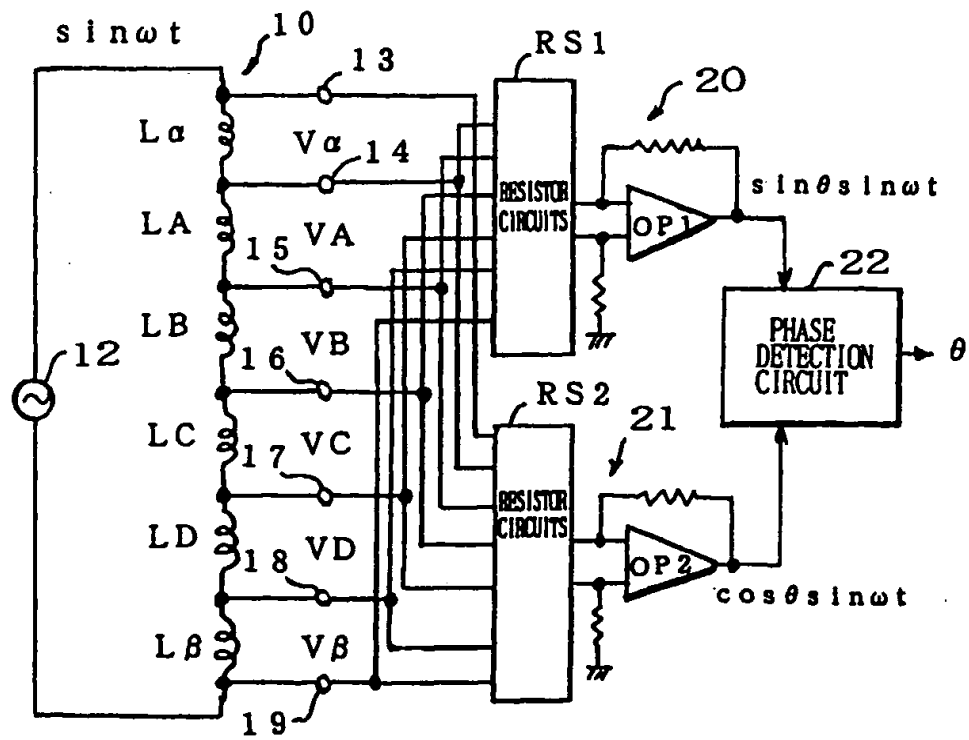 sinωt
10
13
RS1
20
Lα
Vα
14
sinθsinωt
LA
VA
15
RESISTOR
CIRCUITS
OP1
22
LB
VB
16
PHASE
DETECTION
CIRCUIT
θ
12
RS2
21
LC
VC
17
RESISTOR
CIRCUITS
LD
VD
18
OP2
cosθsinωt
Lβ
Vβ
19